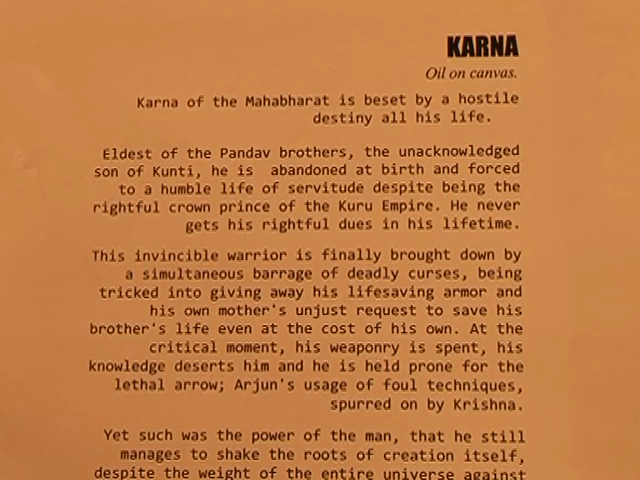 KARNA
Oil on canvas.
Karna of the Mahabharat is beset by a hostile
destiny all his life.
Eldest of the Pandav brothers, the unacknowledged
son of Kunti, he is abandoned at birth and forced
to a humble life of servitude despite being the
rightful crown prince of the Kuru Empire. He never
gets his rightful dues in his lifetime.
This invincible warrior is finally brought down by
a simultaneous barrage of deadly curses, being
tricked into giving away his lifesaving armor and
his own mother's unjust request to save his
brother's life even at the cost of his own. At the
critical moment, his weaponry is spent, his
knowledge deserts him and he is held prone for the
lethal arrow; Arjun's usage of foul techniques,
spurred on by Krishna.
Yet such was the power of the man, that he still
manages to shake the roots of creation itself,
despite the weight of the entire universe against